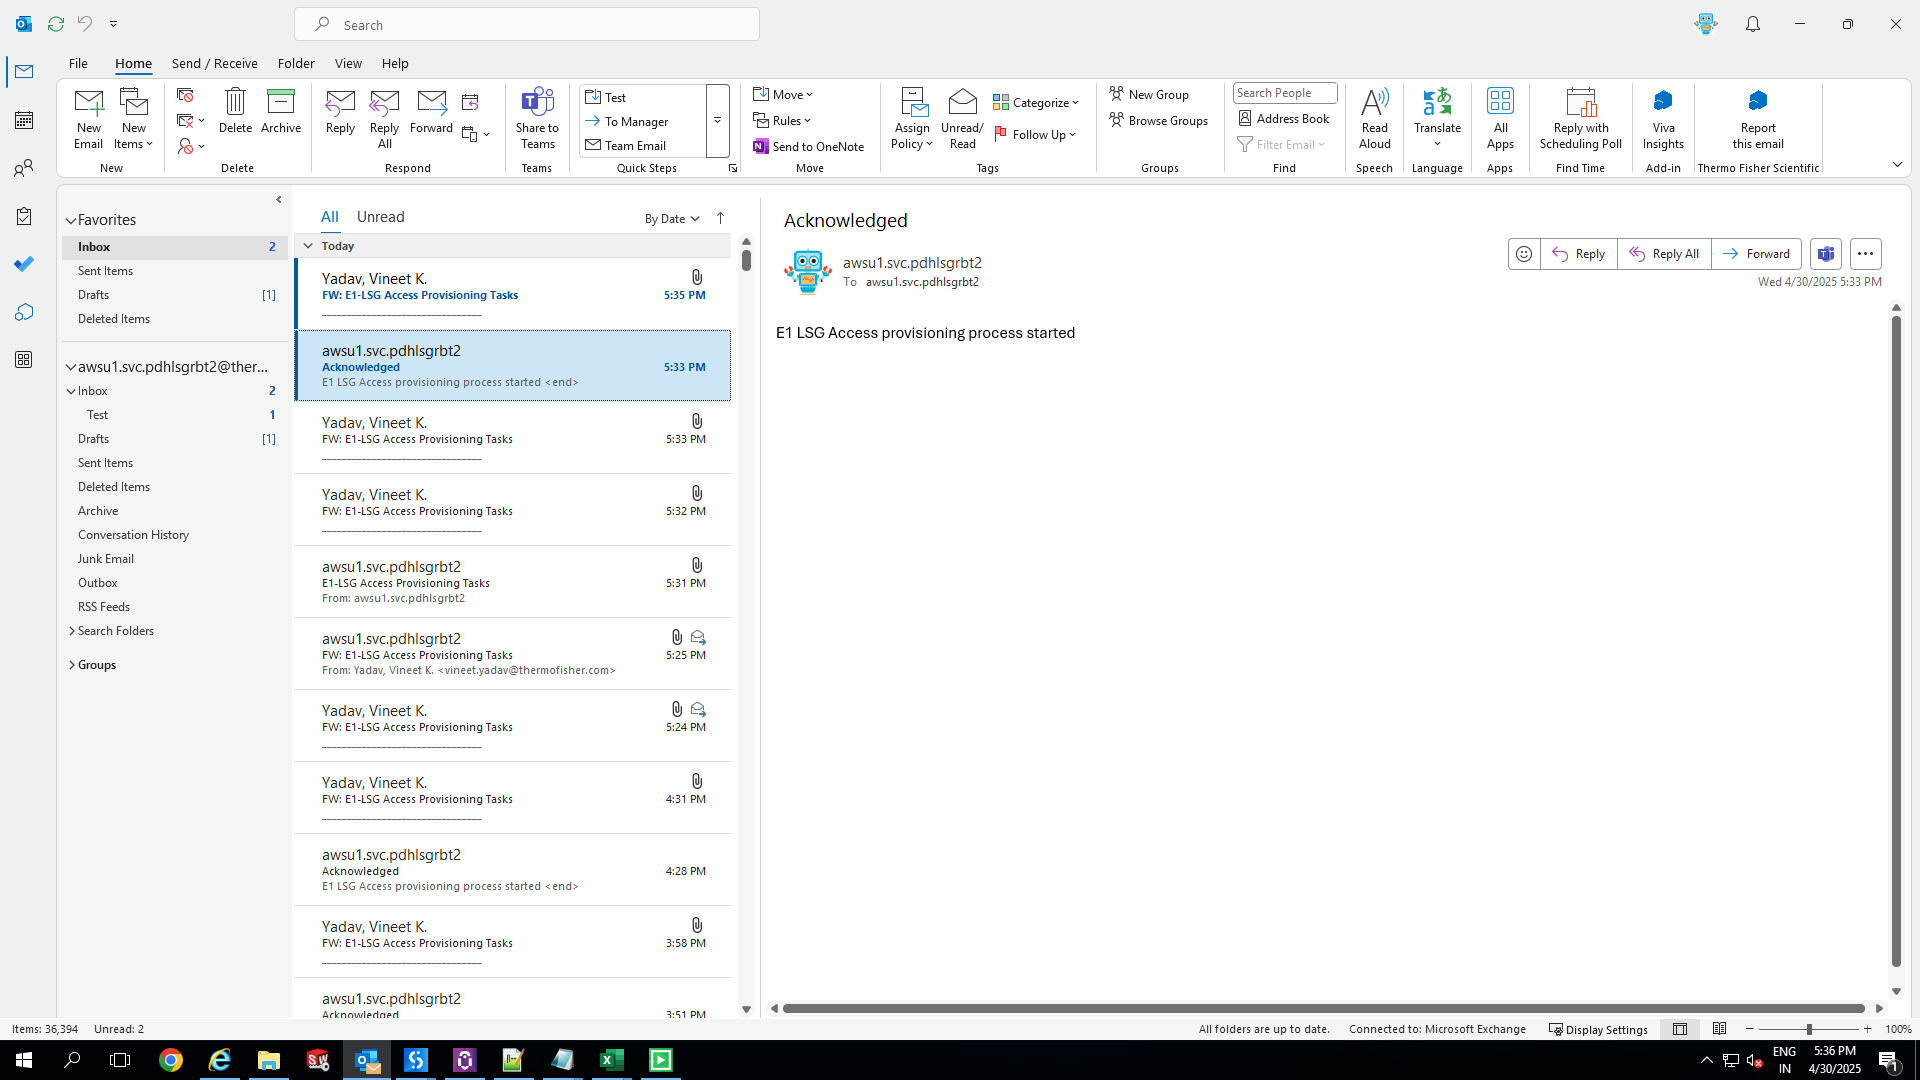 Search
File
Home
Send / Receive
Folder
View
Help
New Email
New Items
New
Delete
Archive
Delete
Reply
Reply All
Forward
Respond
Share to Teams
Teams
Test
To Manager
Team Email
Quick Steps
Move
Rules
Send to OneNote
Move
Assign Policy
Unread/ Read
Categorize
Follow Up
Tags
New Group
Browse Groups
Groups
Search People
Address Book
Filter Email
Find
Read Aloud
Speech
Translate
Language
All Apps
Apps
Reply with Scheduling Poll
Find Time
Viva Insights
Add-in
Report this email
Thermo Fisher Scientific
Favorites
Inbox 2
Sent Items
Drafts [1]
Deleted Items
awsu1.svc.pdhlsgrbt2@ther...
Inbox 2
Test 1
Drafts [1]
Sent Items
Deleted Items
Archive
Conversation History
Junk Email
Outbox
RSS Feeds
Search Folders
Groups
All Unread By Date
Today
Yadav, Vineet K.
FW: E1-LSG Access Provisioning Tasks 5:35 PM
________________________________
awsu1.svc.pdhlsgrbt2
Acknowledged 5:33 PM
E1 LSG Access provisioning process started <end>
Yadav, Vineet K.
FW: E1-LSG Access Provisioning Tasks 5:33 PM
________________________________
Yadav, Vineet K.
FW: E1-LSG Access Provisioning Tasks 5:32 PM
________________________________
awsu1.svc.pdhlsgrbt2
E1-LSG Access Provisioning Tasks 5:31 PM
From: awsu1.svc.pdhlsgrbt2
awsu1.svc.pdhlsgrbt2
FW: E1-LSG Access Provisioning Tasks 5:25 PM
From: Yadav, Vineet K. <vineet.yadav@thermofisher.com>
Yadav, Vineet K.
FW: E1-LSG Access Provisioning Tasks 5:24 PM
________________________________
Yadav, Vineet K.
FW: E1-LSG Access Provisioning Tasks 4:31 PM
________________________________
awsu1.svc.pdhlsgrbt2
Acknowledged 4:28 PM
E1 LSG Access provisioning process started <end>
Yadav, Vineet K.
FW: E1-LSG Access Provisioning Tasks 3:58 PM
________________________________
awsu1.svc.pdhlsgrbt2
Acknowledged 3:51 PM
Acknowledged
awsu1.svc.pdhlsgrbt2
To awsu1.svc.pdhlsgrbt2
Reply
Reply All
Forward
Wed 4/30/2025 5:33 PM
E1 LSG Access provisioning process started
Items: 36,394 Unread: 2
All folders are up to date. Connected to: Microsoft Exchange Display Settings 100%
ENG
IN
5:36 PM
4/30/2025
1